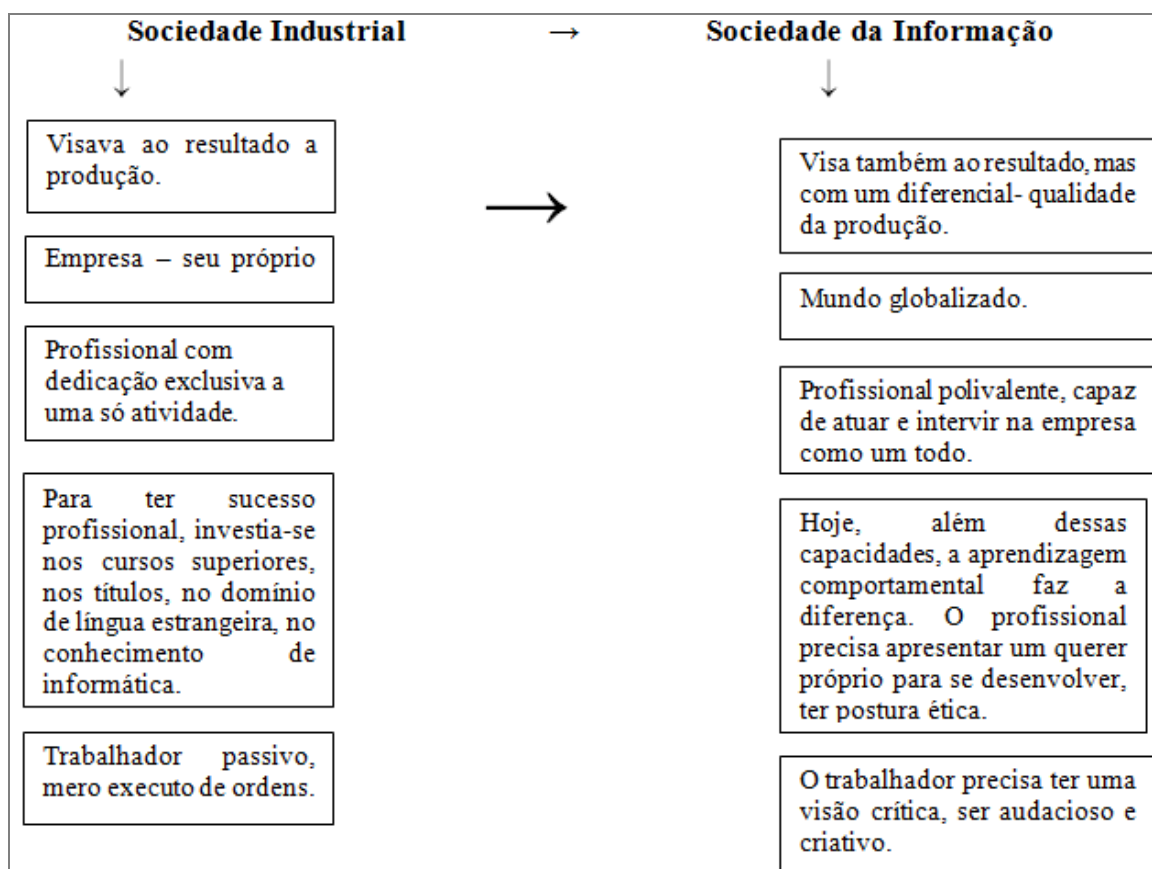 Sociedade Industrial → Sociedade da Informação
↓ ↓
Visava ao resultado a
produção.
→
Empresa – seu próprio
Profissional com
dedicação exclusiva a
uma só atividade.
Para ter sucesso
profissional, investia-se
nos cursos superiores,
nos títulos, no domínio
de língua estrangeira, no
conhecimento de
informática.
Trabalhador passivo,
mero executo de ordens.
Visa também ao resultado, mas
com um diferencial- qualidade
da produção.
Mundo globalizado.
Profissional polivalente, capaz
de atuar e intervir na empresa
como um todo.
Hoje, além dessas
capacidades, a aprendizagem
comportamental faz a
diferença. O profissional
precisa apresentar um querer
próprio para se desenvolver,
ter postura ética.
O trabalhador precisa ter uma
visão crítica, ser audacioso e
criativo.